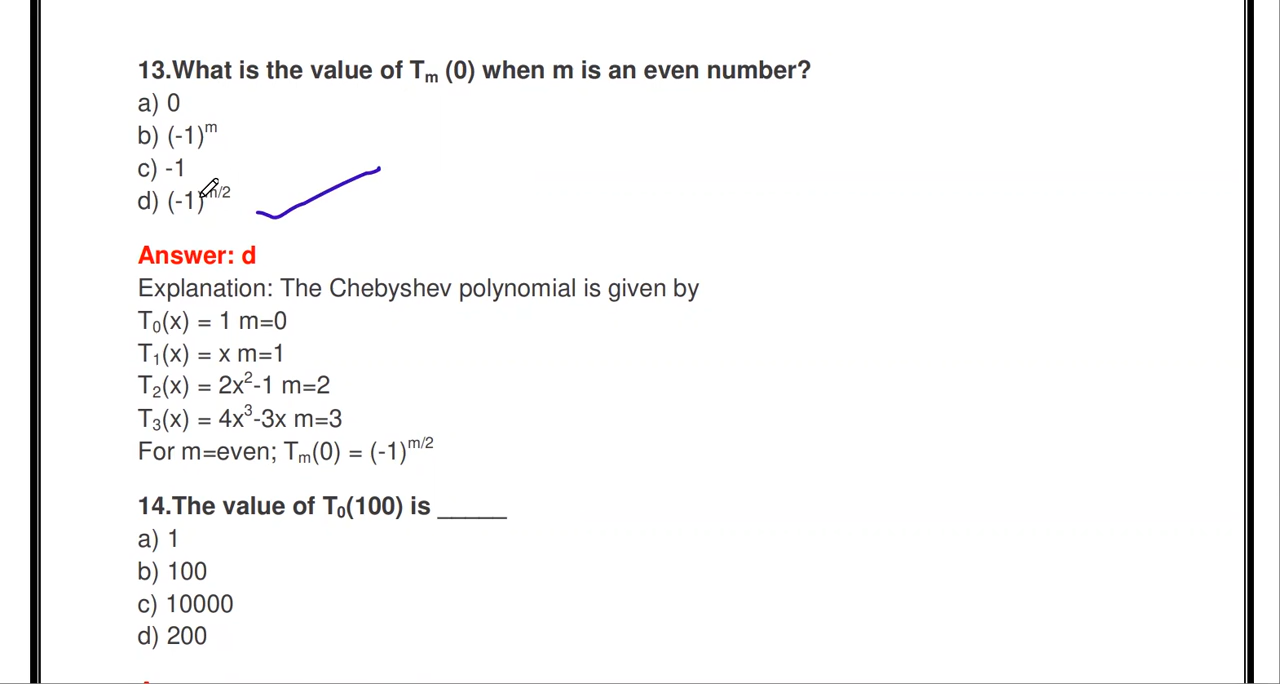 13.What is the value of Tₘ (0) when m is an even number?
a) 0
b) (-1)ᵐ
c) -1
d) (-1)ᵐ/²
Answer: d
Explanation: The Chebyshev polynomial is given by
T₀(x) = 1 m=0
T₁(x) = x m=1
T₂(x) = 2x²-1 m=2
T₃(x) = 4x³-3x m=3
For m=even; Tₘ(0) = (-1)ᵐ/²
14.The value of T₀(100) is _____
a) 1
b) 100
c) 10000
d) 200